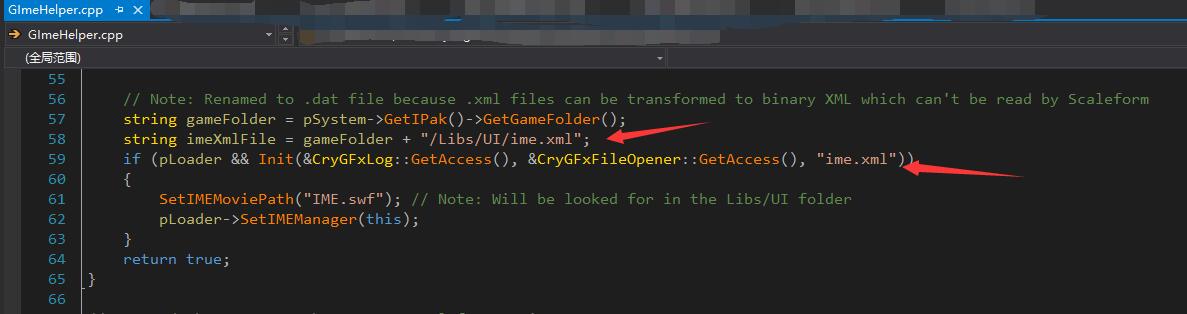 GImeHelper.cpp
GImeHelper.cpp
(全局范围)
55
56 // Note: Renamed to .dat file because .xml files can be transformed to binary XML which can't be read by Scaleform
57 string gameFolder = pSystem->GetIPak()->GetGameFolder();
58 string imeXmlFile = gameFolder + "/Libs/UI/ime.xml";
59 if (pLoader && Init(&CryGFxLog::GetAccess(), &CryGFxFileOpener::GetAccess(), "ime.xml"))
60 {
61 SetIMEMoviePath("IME.swf"); // Note: Will be looked for in the Libs/UI folder
62 pLoader->SetIMEManager(this);
63 }
64 return true;
65 }
66